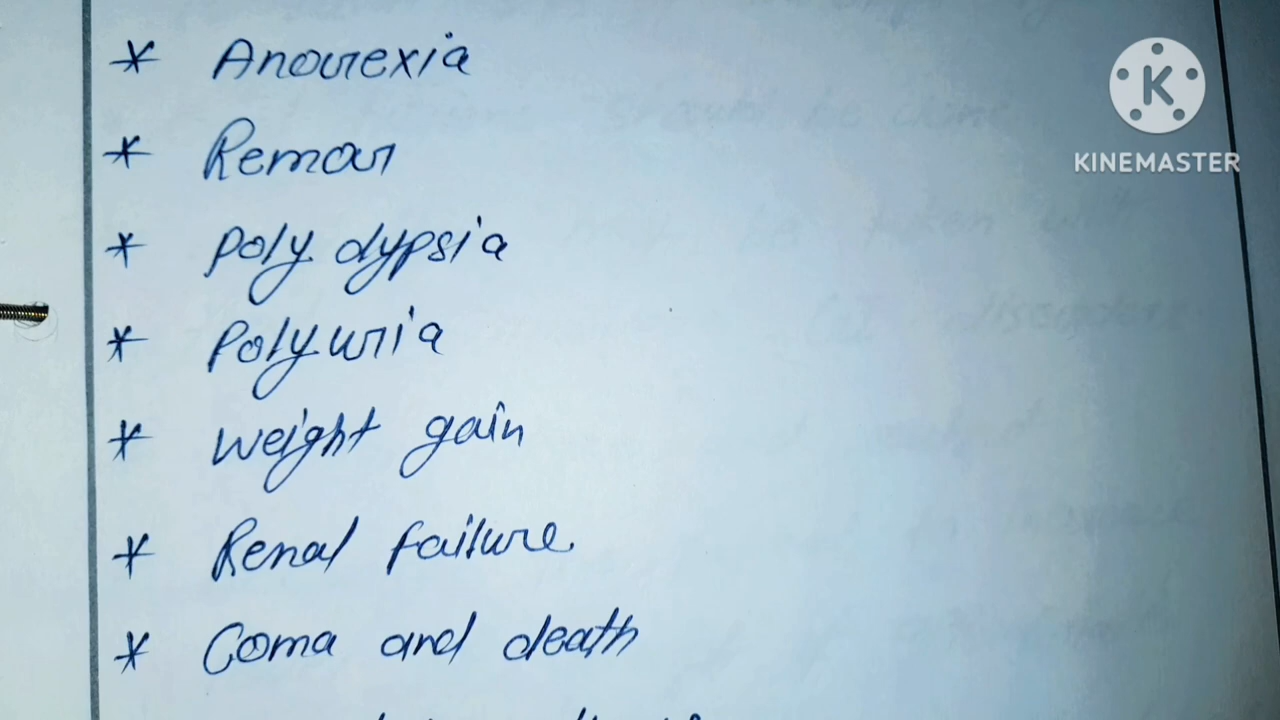 * Anorexia
* Remor
* Poly dypsia
* Polyuria
* Weight gain
* Renal failure
* Coma and death
KINEMASTER